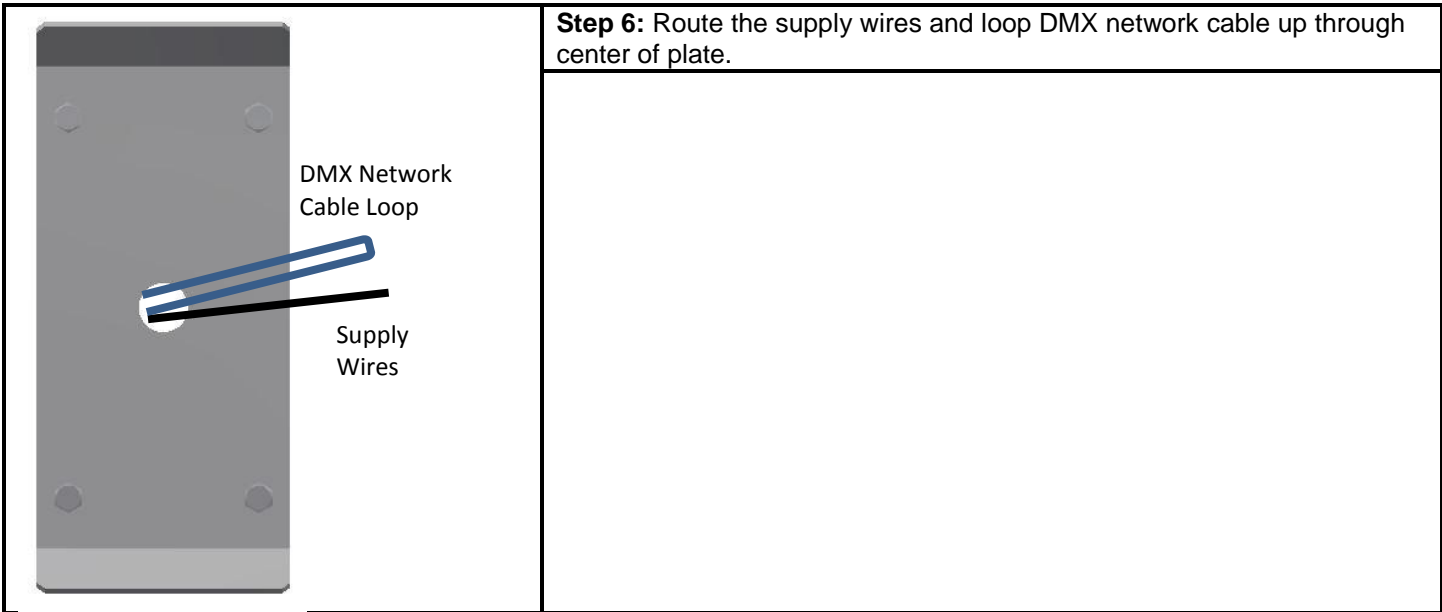 Step 6: Route the supply wires and loop DMX network cable up through
center of plate.
DMX Network
Cable Loop
Supply
Wires